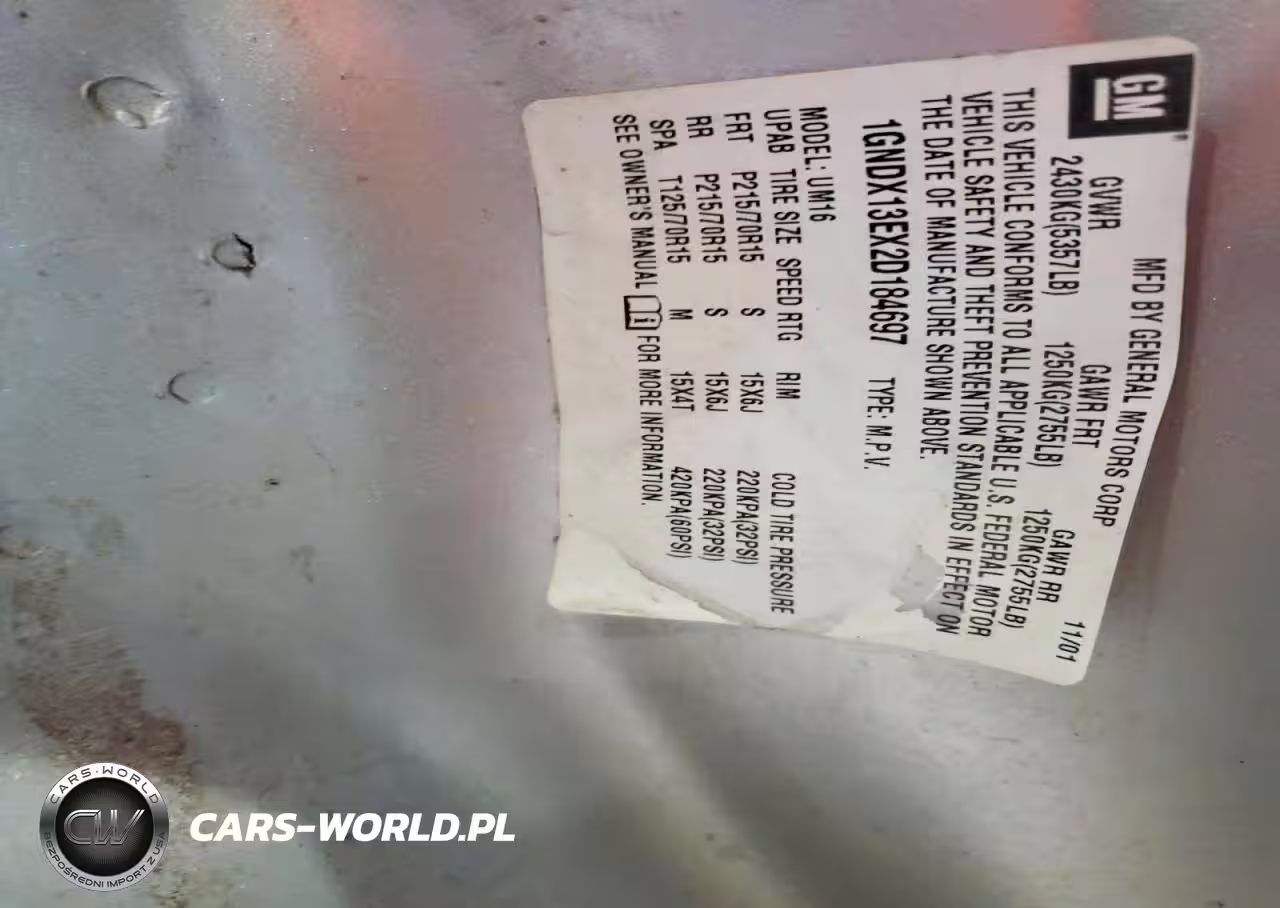 GM
MFD BY GENERAL MOTORS CORP 11/01
GVWR GAWR FRT GAWR RR
2430KG(5357LB) 1250KG(2755LB) 1250KG(2755LB)
THIS VEHICLE CONFORMS TO ALL APPLICABLE U.S. FEDERAL MOTOR
VEHICLE SAFETY AND THEFT PREVENTION STANDARDS IN EFFECT ON
THE DATE OF MANUFACTURE SHOWN ABOVE.
1GNDX13EX2D184697 TYPE: M.P.V.
MODEL: UM16
UPAB TIRE SIZE SPEED RTG RIM COLD TIRE PRESSURE
FRT P215/70R15 S 15X6J 220KPA(32PSI)
RR P215/70R15 S 15X6J 220KPA(32PSI)
SPA T125/70R15 M 15X4T 420KPA(60PSI)
SEE OWNER'S MANUAL FOR MORE INFORMATION.
CARS-WORLD
CW
BEZPOŚREDNI IMPORT Z USA
CARS-WORLD.PL